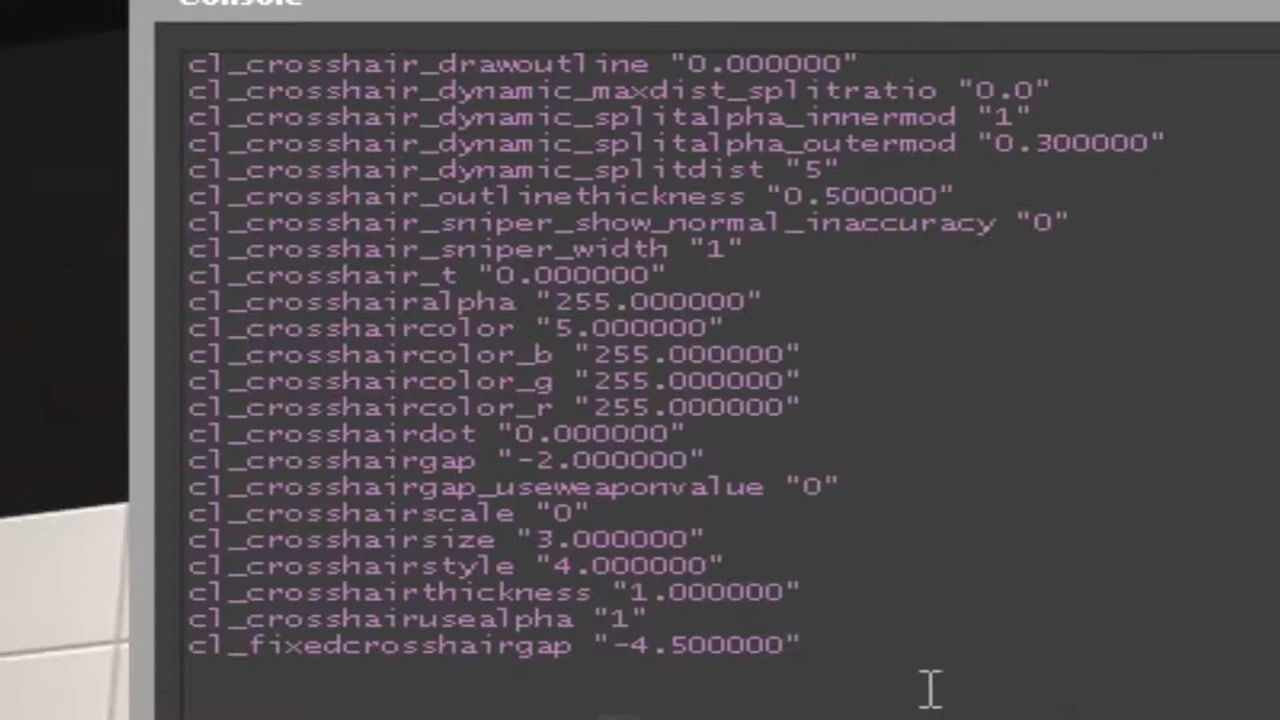 Console
cl_crosshair_drawoutline "0.000000"
cl_crosshair_dynamic_maxdist_splitratio "0.0"
cl_crosshair_dynamic_splitalpha_innermod "1"
cl_crosshair_dynamic_splitalpha_outermod "0.300000"
cl_crosshair_dynamic_splitdist "5"
cl_crosshair_outlinethickness "0.500000"
cl_crosshair_sniper_show_normal_inaccuracy "0"
cl_crosshair_sniper_width "1"
cl_crosshair_t "0.000000"
cl_crosshairalpha "255.000000"
cl_crosshaircolor "5.000000"
cl_crosshaircolor_b "255.000000"
cl_crosshaircolor_g "255.000000"
cl_crosshaircolor_r "255.000000"
cl_crosshairdot "0.000000"
cl_crosshairgap "-2.000000"
cl_crosshairgap_useweaponvalue "0"
cl_crosshairscale "0"
cl_crosshairsize "3.000000"
cl_crosshairstyle "4.000000"
cl_crosshairthickness "1.000000"
cl_crosshairusealpha "1"
cl_fixedcrosshairgap "-4.500000"